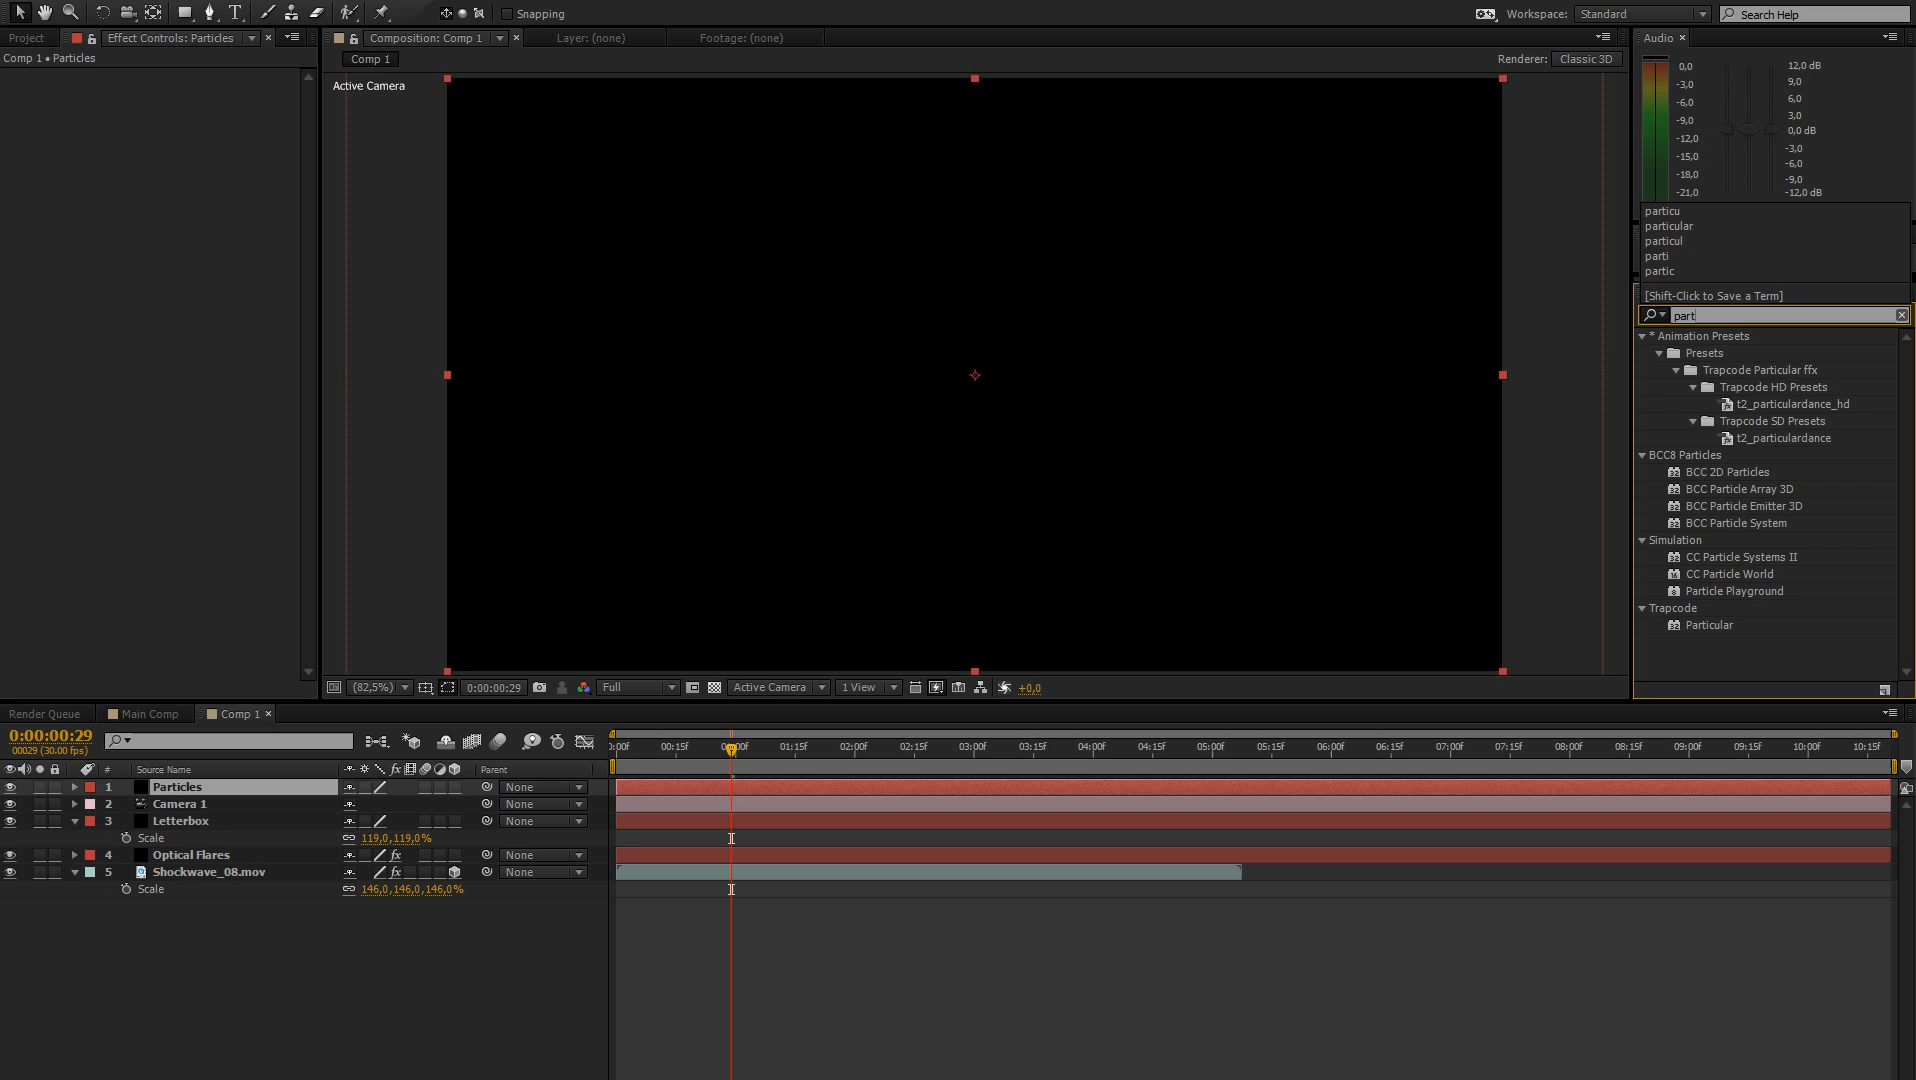 Snapping
Workspace: Standard
Search Help
Project
Effect Controls: Particles
Composition: Comp 1
Layer: (none)
Footage: (none)
Audio
Comp 1 • Particles
Comp 1
Renderer: Classic 3D
Active Camera
0,0
-3,0
-6,0
-9,0
-12,0
-15,0
-18,0
-21,0
12,0 dB
9,0
6,0
3,0
0,0 dB
-3,0
-6,0
-9,0
-12,0 dB
particu
particular
particul
parti
partic
[Shift-Click to Save a Term]
part
* Animation Presets
Presets
Trapcode Particular ffx
Trapcode HD Presets
t2_particulardance_hd
Trapcode SD Presets
t2_particulardance
BCC8 Particles
BCC 2D Particles
BCC Particle Array 3D
BCC Particle Emitter 3D
BCC Particle System
Simulation
CC Particle Systems II
CC Particle World
Particle Playground
Trapcode
Particular
(82,5%)
0:00:00:29
Full
Active Camera
1 View
+0,0
Render Queue
Main Comp
Comp 1
0:00:00:29
00029 (30.00 fps)
:00f 00:15f 01:15f 02:00f 02:15f 03:00f 03:15f 04:00f 04:15f 05:00f 05:15f 06:00f 06:15f 07:00f 07:15f 08:00f 08:15f 09:00f 09:15f 10:00f 10:15f
# Source Name fx Parent
1 Particles None
2 Camera 1 None
3 Letterbox None
Scale 119,0,119,0%
4 Optical Flares fx None
5 Shockwave_08.mov fx None
Scale 146,0,146,0,146,0%